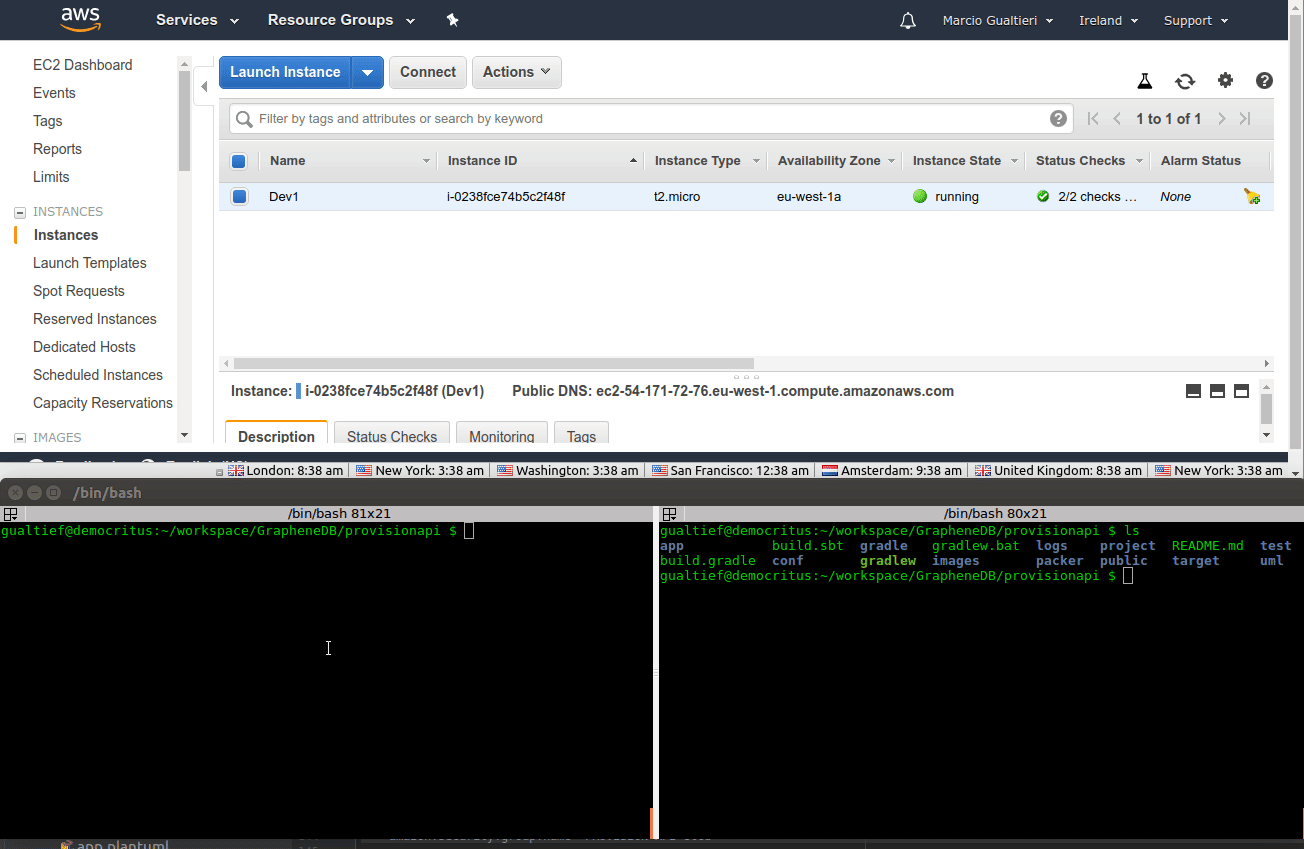 aws Services Resource Groups Marcio Gualtieri Ireland Support
EC2 Dashboard
Events
Tags
Reports
Limits
INSTANCES
Instances
Launch Templates
Spot Requests
Reserved Instances
Dedicated Hosts
Scheduled Instances
Capacity Reservations
IMAGES
Launch Instance Connect Actions
Filter by tags and attributes or search by keyword 1 to 1 of 1
Name Instance ID Instance Type Availability Zone Instance State Status Checks Alarm Status
Dev1 i-0238fce74b5c2f48f t2.micro eu-west-1a running 2/2 checks ... None
Instance: i-0238fce74b5c2f48f (Dev1) Public DNS: ec2-54-171-72-76.eu-west-1.compute.amazonaws.com
Description Status Checks Monitoring Tags
London: 8:38 am New York: 3:38 am Washington: 3:38 am San Francisco: 12:38 am Amsterdam: 9:38 am United Kingdom: 8:38 am New York: 3:38 am
/bin/bash
/bin/bash 81x21
gualtief@democritus:~/workspace/GrapheneDB/provisionapi $
/bin/bash 80x21
gualtief@democritus:~/workspace/GrapheneDB/provisionapi $ ls
app build.sbt gradle gradlew.bat logs project README.md test
build.gradle conf gradlew images packer public target uml
gualtief@democritus:~/workspace/GrapheneDB/provisionapi $
app.plantuml